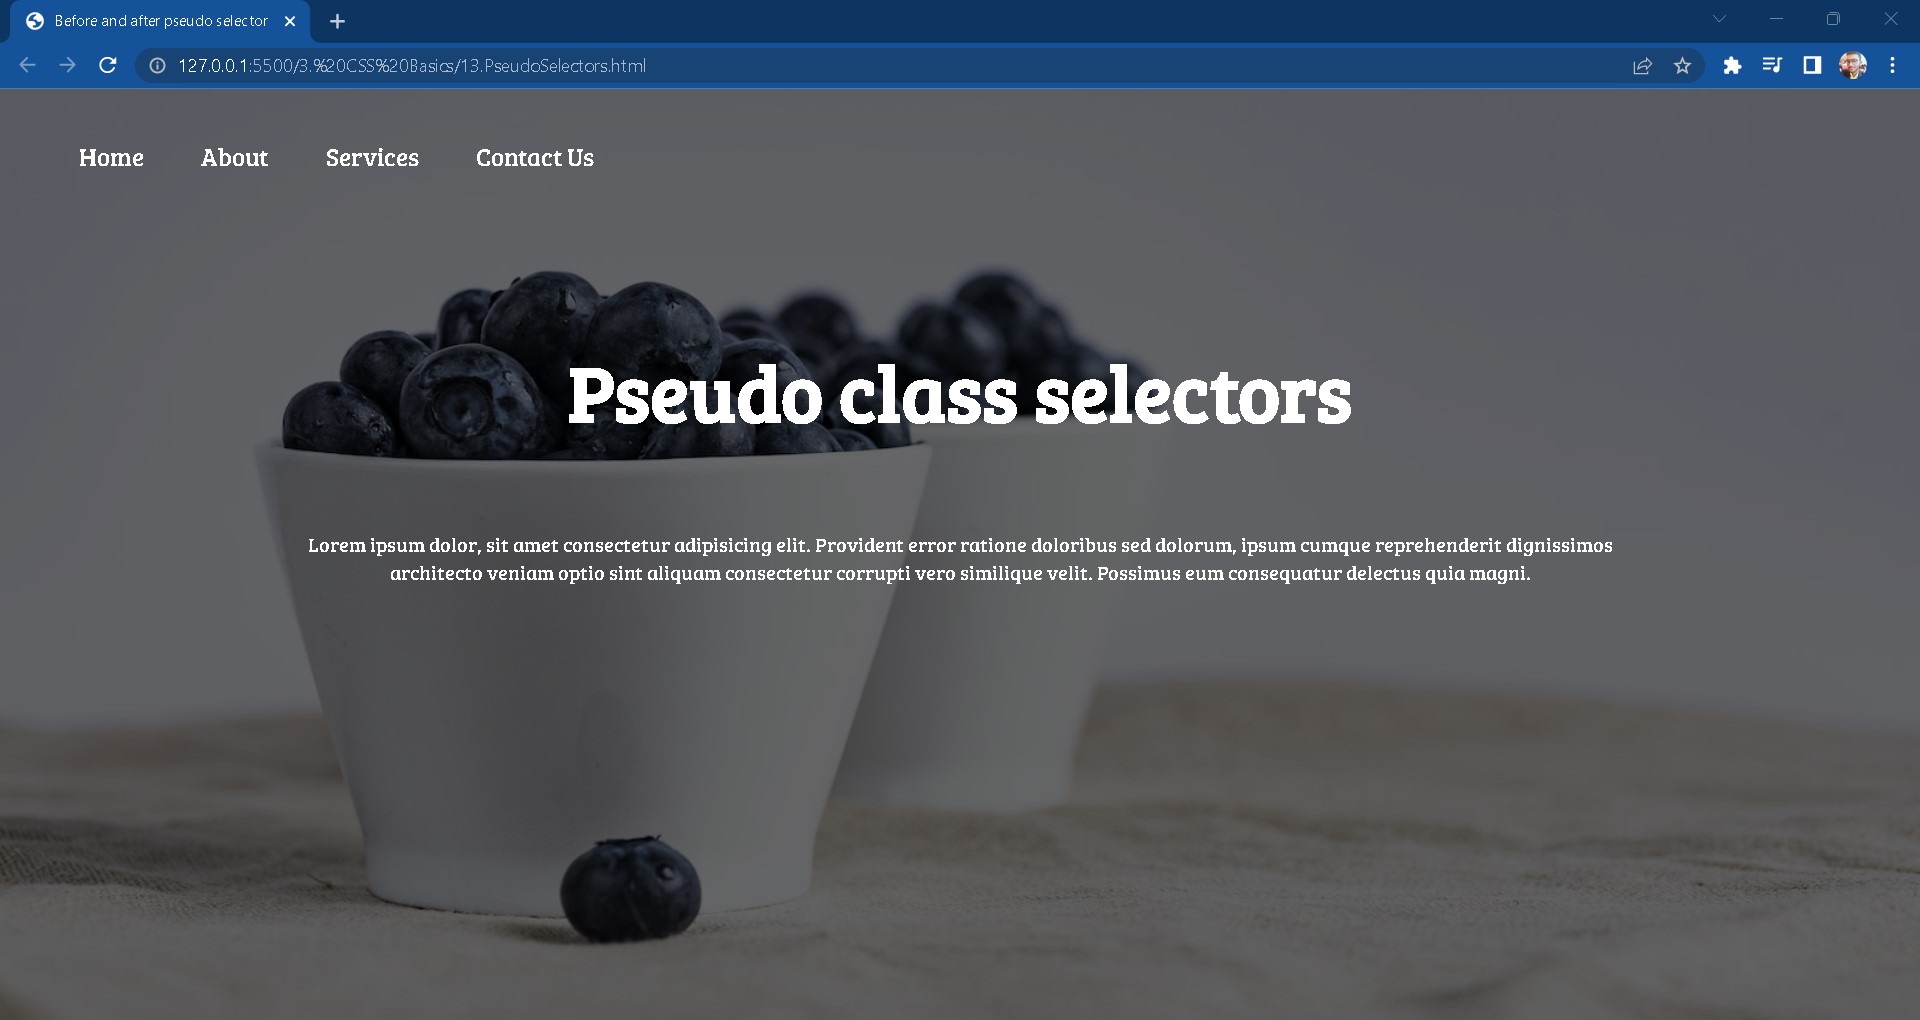 Before and after pseudo selector
127.0.0.1:5500/3.%20CSS%20Basics/13.PseudoSelectors.html
Home About Services Contact Us
Pseudo class selectors
Lorem ipsum dolor, sit amet consectetur adipisicing elit. Provident error ratione doloribus sed dolorum, ipsum cumque reprehenderit dignissimos
architecto veniam optio sint aliquam consectetur corrupti vero similique velit. Possimus eum consequatur delectus quia magni.